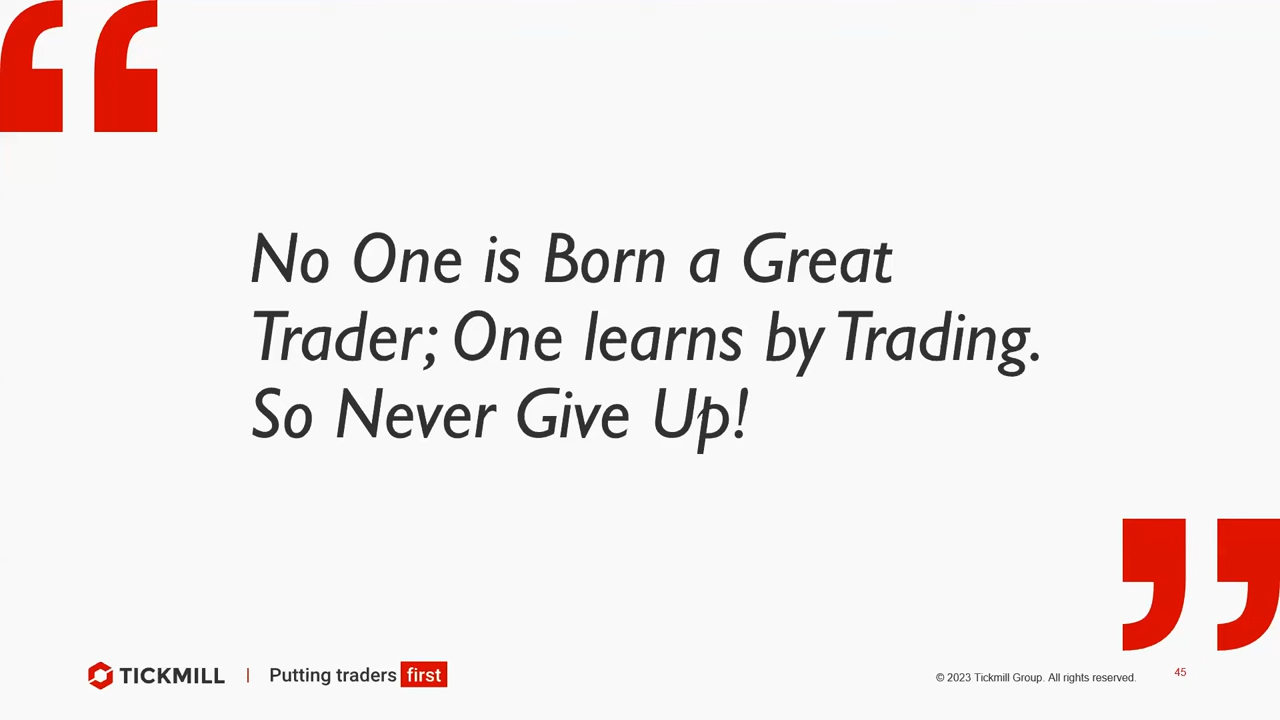 No One is Born a Great
Trader; One learns by Trading.
So Never Give Up!
TICKMILL | Putting traders first
© 2023 Tickmill Group. All rights reserved.
45